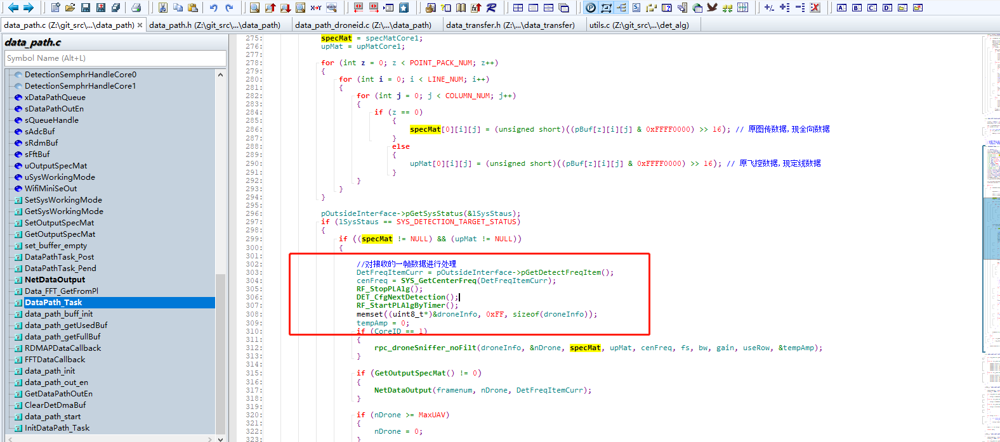 data_path.c (Z:\git_src\...\data_path) ×
data_path.h (Z:\git_src\...\data_path)
data_path_droneid.c (Z:\...\data_path)
data_transfer.h (Z:\...\data_transfer)
utils.c (Z:\git_src\...\det_alg)
data_path.c
Symbol Name (Alt+L)
DetectionSemphrHandleCore0
DetectionSemphrHandleCore1
xDataPathQueue
sDataPathOutEn
sQueueHandle
sAdcBuf
sRdmBuf
sFftBuf
uOutputSpecMat
uSysWorkingMode
WifiMiniSeOut
SetSysWorkingMode
GetSysWorkingMode
SetOutputSpecMat
GetOutputSpecMat
set_buffer_empty
DataPathTask_Post
DataPathTask_Pend
NetDataOutput
Data_FFT_GetFromPl
DataPath_Task
data_path_buff_init
data_path_getUsedBuf
data_path_getFullBuf
RDMAPDataCallback
FFTDataCallback
data_path_init
data_path_out_en
GetDataPathOutEn
ClearDetDmaBuf
data_path_start
InitDataPath_Task
275: specMat = specMatCore1;
276: upMat = upMatCore1;
277:
278: for (int z = 0; z < POINT_PACK_NUM; z++)
279: {
280: for (int i = 0; i < LINE_NUM; i++)
281: {
282: for (int j = 0; j < COLUMN_NUM; j++)
283: {
284: if (z == 0)
285: {
286: specMat[0][i][j] = (unsigned short)((pBuf[z][i][j] & 0xFFFF0000) >> 16); // 原图传数据,现全向数据
287: }
288: else
289: {
290: upMat[0][i][j] = (unsigned short)((pBuf[z][i][j] & 0xFFFF0000) >> 16); // 原飞控数据,现定线数据
291: }
292: }
293: }
294: }
295:
296: pOutsideInterface->pGetSysStatus(&lSysStaus);
297: if (lSysStaus == SYS_DETECTION_TARGET_STATUS)
298: {
299: if ((specMat != NULL) && (upMat != NULL))
300: {
301:
302: //对接收的一帧数据进行处理
303: DetFreqItemCurr = pOutsideInterface->pGetDetectFreqItem();
304: cenFreq = SYS_GetCenterFreq(DetFreqItemCurr);
305: RF_StopPLAlg();
306: DET_CfgNextDetection();
307: RF_StartPLAlgByTimer();
308: memset((uint8_t*)&droneInfo, 0xFF, sizeof(droneInfo));
309: tempAmp = 0;
310: if (CoreID == 1)
311: {
312: rpc_droneSniffer_noFilt(droneInfo, &nDrone, specMat, upMat, cenFreq, fs, bw, gain, useRow, &tempAmp);
313: }
314:
315: if (GetOutputSpecMat() != 0)
316: {
317: NetDataOutput(framenum, nDrone, DetFreqItemCurr);
318: }
319:
320: if (nDrone >= MaxUAV)
321: {
322: nDrone = 0;
323: }